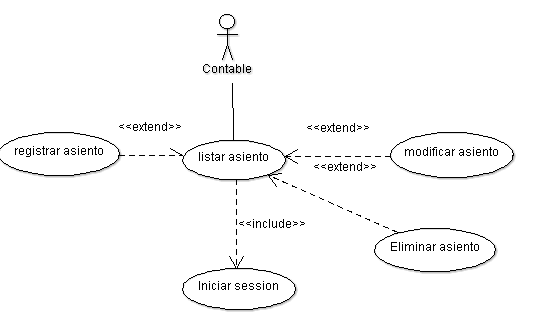 Contable
<<extend>>
<<extend>>
registrar asiento
listar asiento
modificar asiento
<<extend>>
<<include>>
Eliminar asiento
Iniciar session